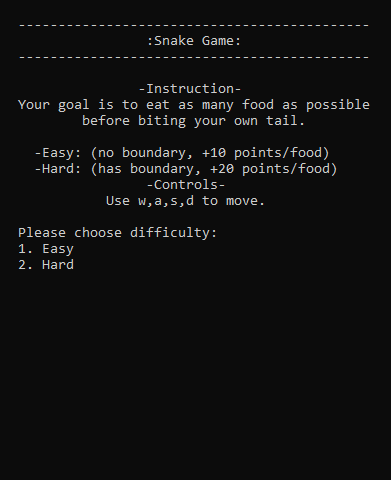 --------------------------------------------
:Snake Game:
--------------------------------------------
-Instruction-
Your goal is to eat as many food as possible
before biting your own tail.
-Easy: (no boundary, +10 points/food)
-Hard: (has boundary, +20 points/food)
-Controls-
Use w,a,s,d to move.
Please choose difficulty:
1. Easy
2. Hard